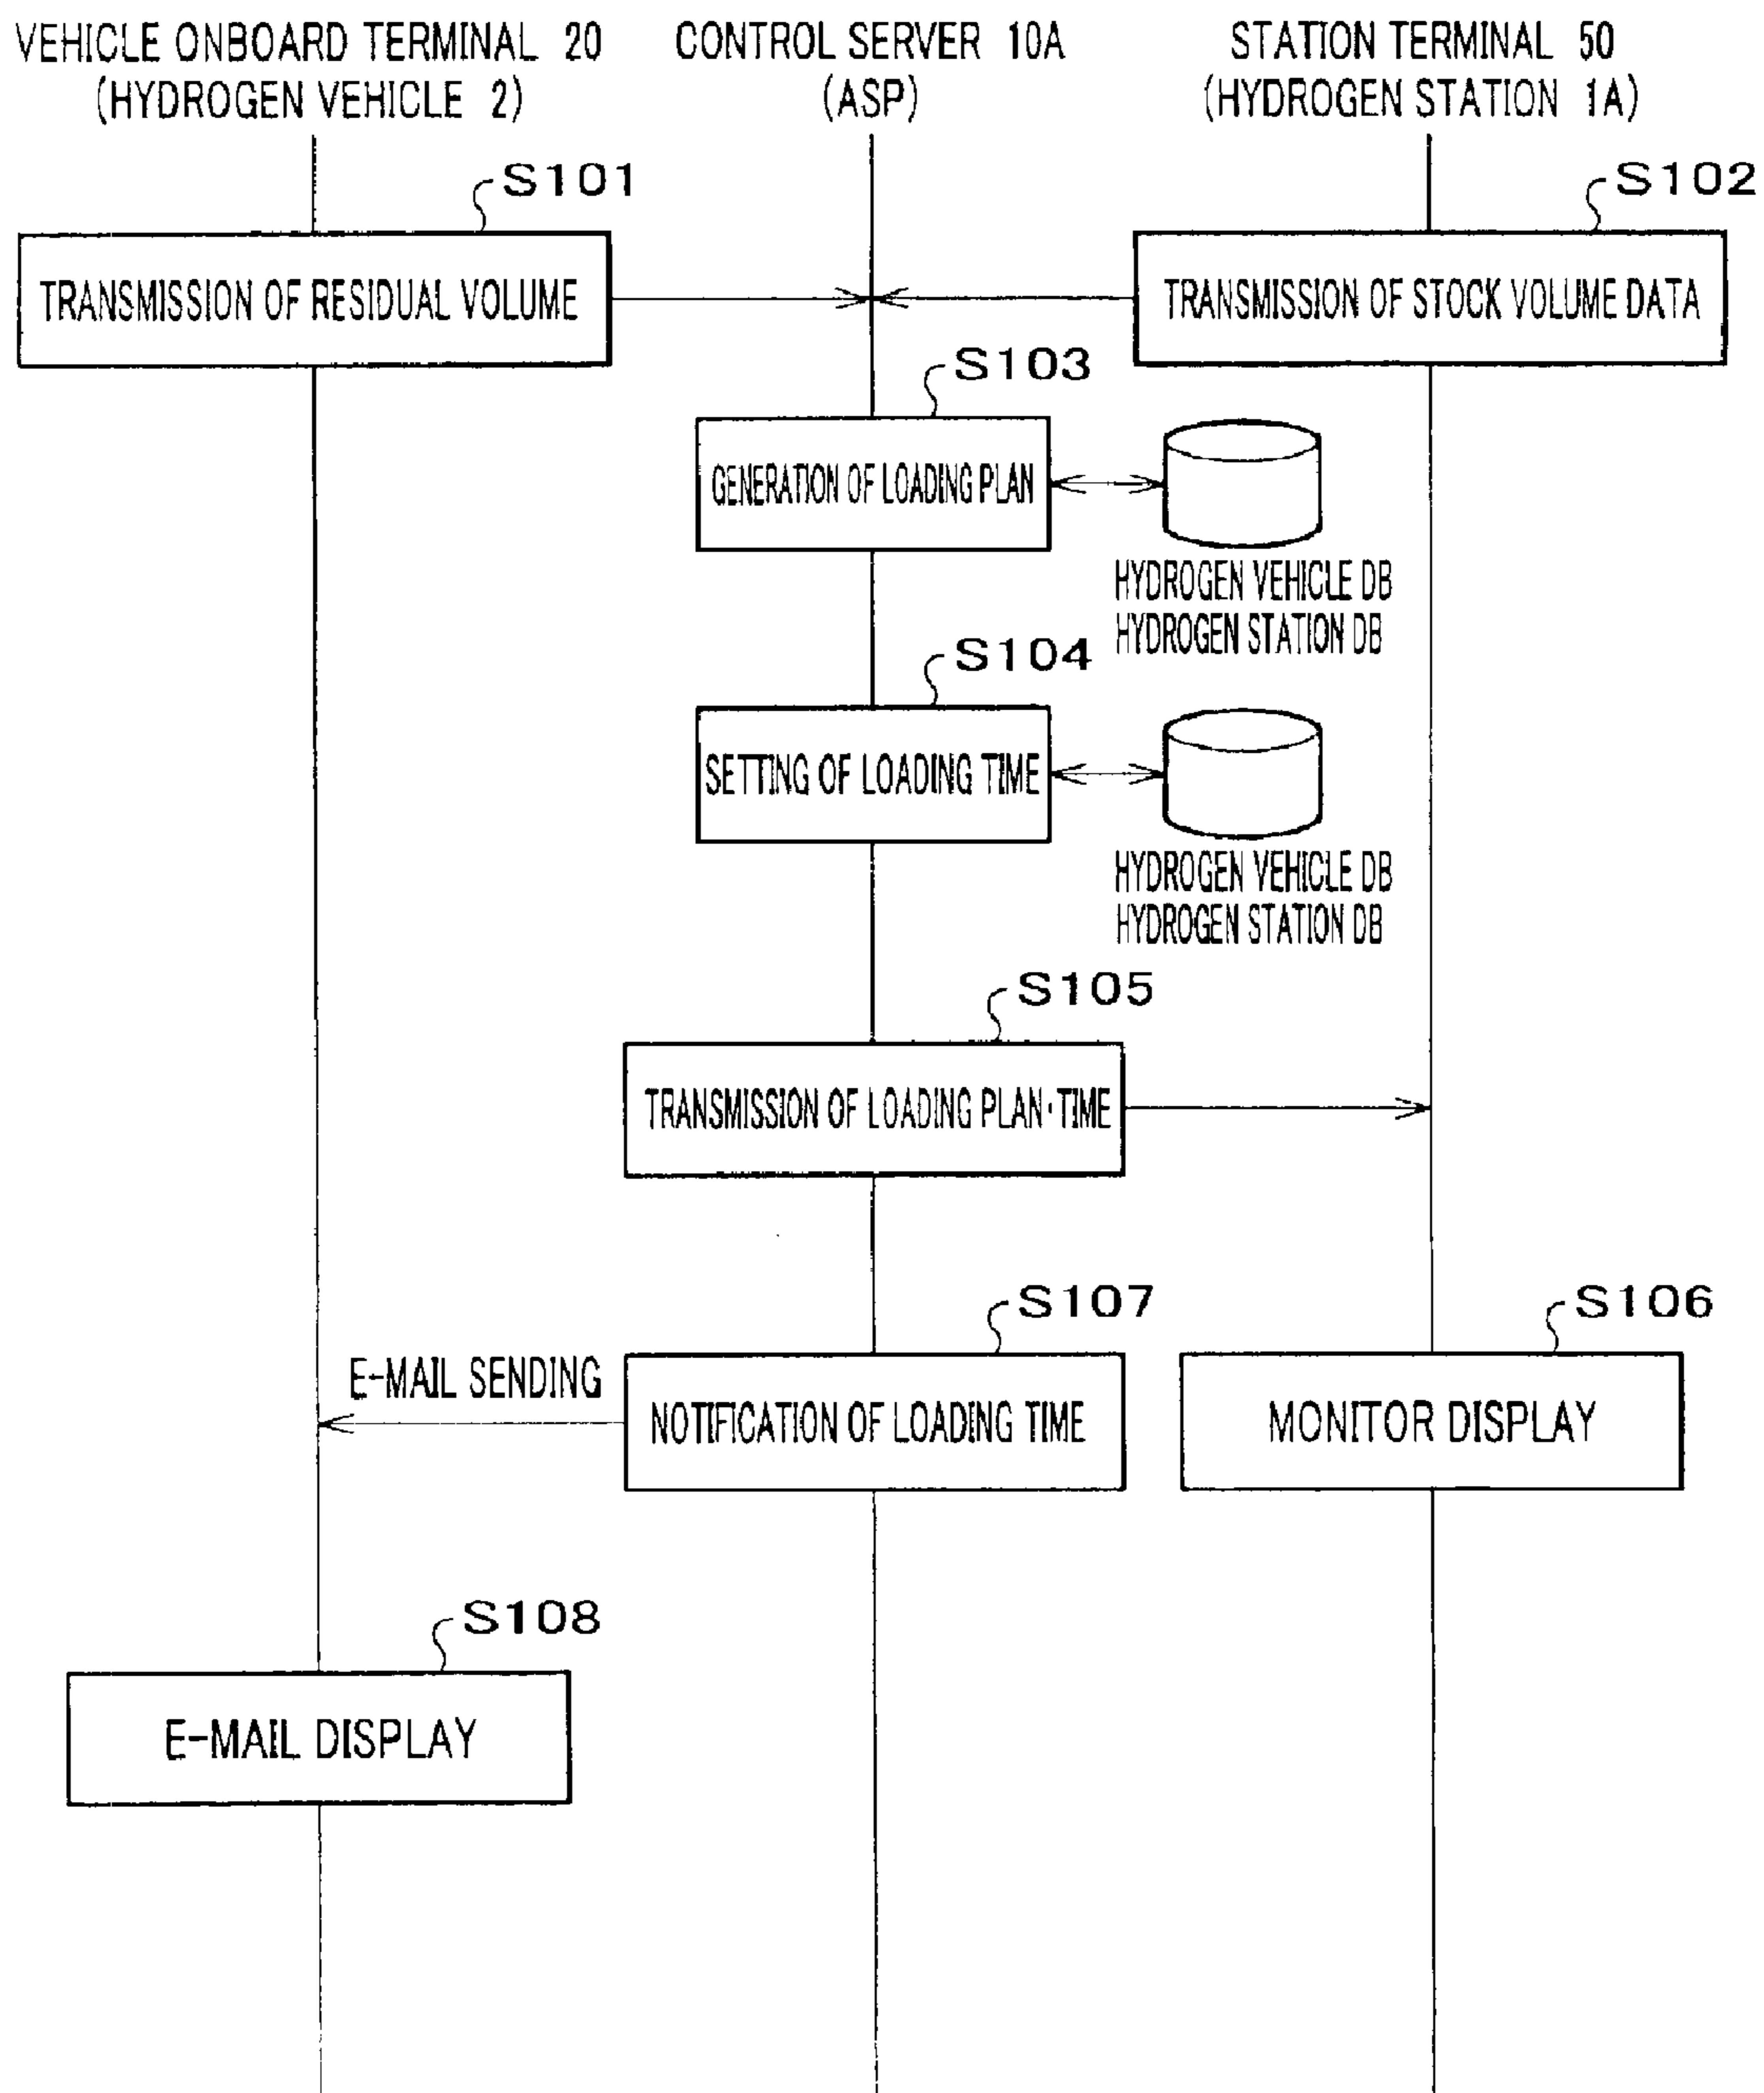 VEHICLE ONBOARD TERMINAL 20
(HYDROGEN VEHICLE 2)
CONTROL SERVER 10A
(ASP)
STATION TERMINAL 50
(HYDROGEN STATION 1A)
S101
TRANSMISSION OF RESIDUAL VOLUME
S102
TRANSMISSION OF STOCK VOLUME DATA
S103
GENERATION OF LOADING PLAN
HYDROGEN VEHICLE DB
HYDROGEN STATION DB
S104
SETTING OF LOADING TIME
HYDROGEN VEHICLE DB
HYDROGEN STATION DB
S105
TRANSMISSION OF LOADING PLAN·TIME
S107
S106
E-MAIL SENDING
NOTIFICATION OF LOADING TIME
MONITOR DISPLAY
S108
E-MAIL DISPLAY